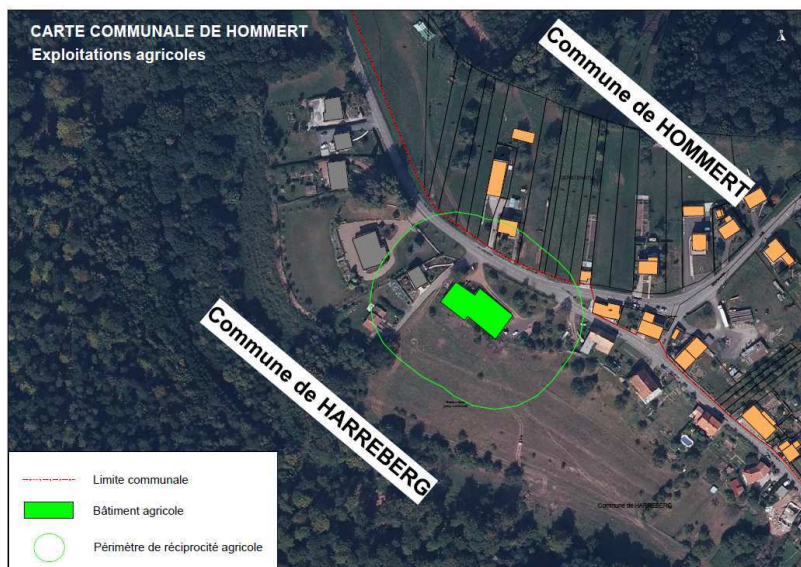 CARTE COMMUNALE DE HOMMERT
Exploitations agricoles
Commune de HOMMERT
Commune de HARREBERG
Commune de HARREBERG
Limite communale
Bâtiment agricole
Périmètre de réciprocité agricole